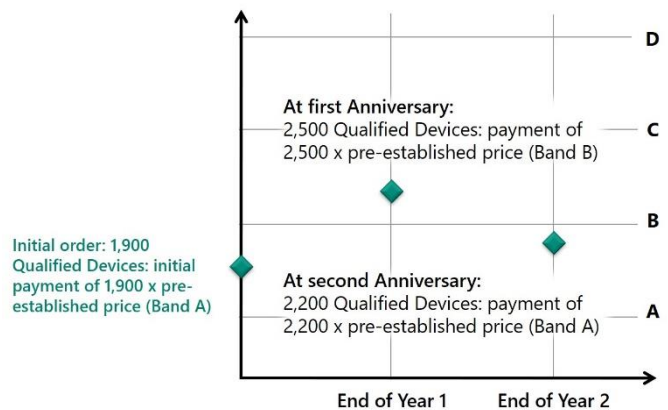 D
At first Anniversary:
2,500 Qualified Devices: payment of
2,500 x pre-established price (Band B)
C
B
Initial order: 1,900
Qualified Devices: initial
payment of 1,900 x pre-
established price (Band A)
At second Anniversary:
2,200 Qualified Devices: payment of
2,200 x pre-established price (Band A)
A
End of Year 1
End of Year 2